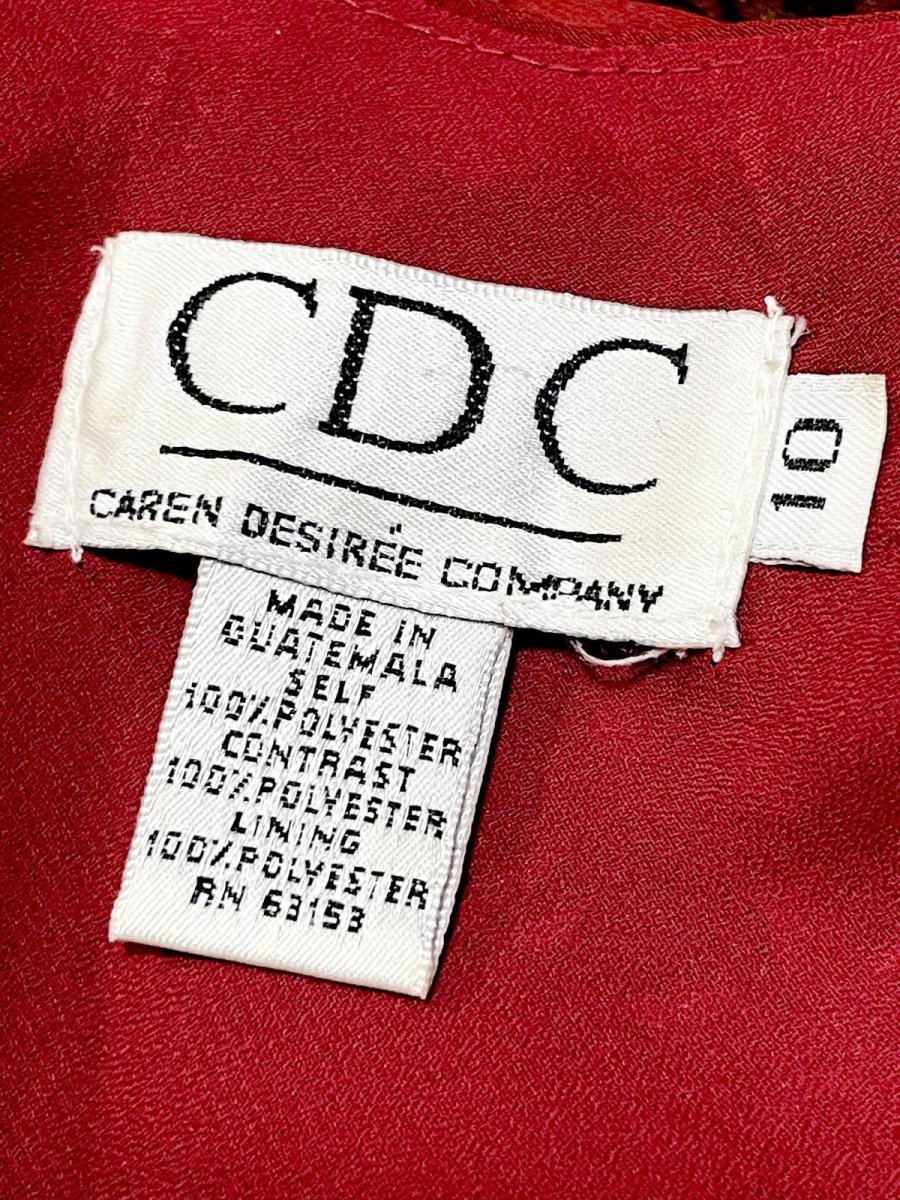 CDC
CAREN DESIRÉE COMPANY
10
MADE IN
GUATEMALA
SELF
100%POLYESTER
CONTRAST
100%POLYESTER
LINING
100%POLYESTER
RN 63153